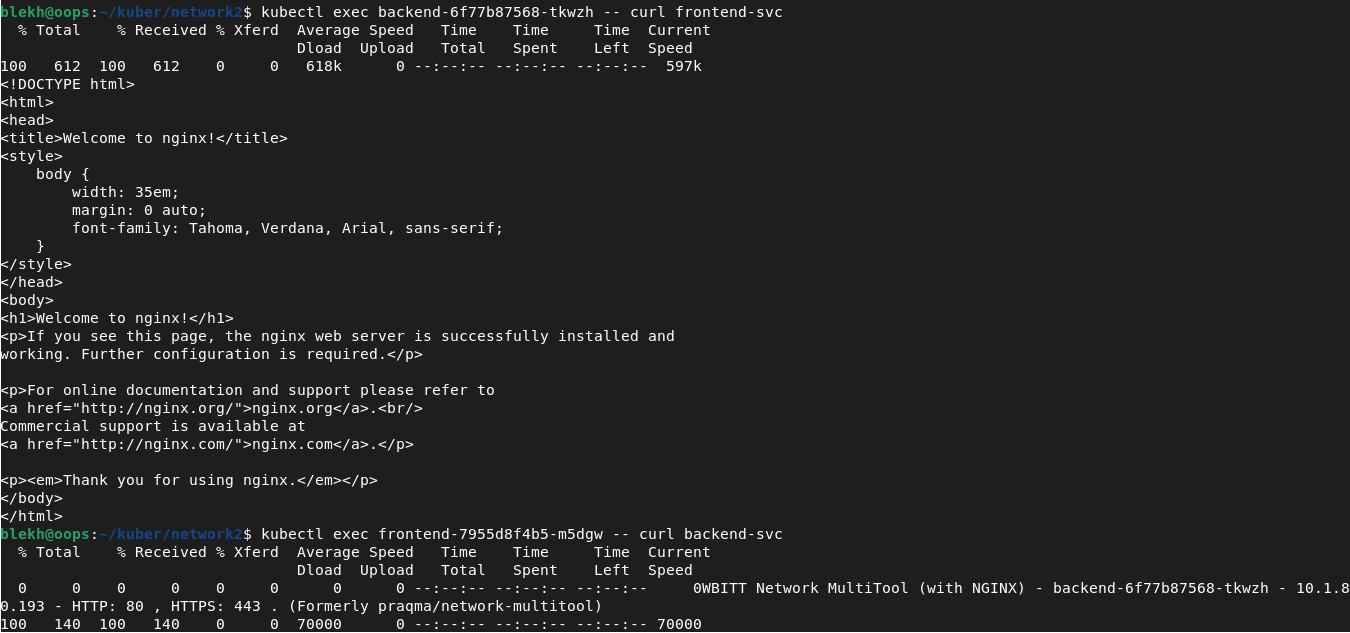 blekh@oops:~/kuber/network2$ kubectl exec backend-6f77b87568-tkwzh -- curl frontend-svc
  % Total    % Received % Xferd  Average Speed   Time    Time     Time  Current
                                 Dload  Upload   Total   Spent    Left  Speed
100   612  100   612    0     0   618k      0 --:--:-- --:--:-- --:--:--  597k
<!DOCTYPE html>
<html>
<head>
<title>Welcome to nginx!</title>
<style>
    body {
        width: 35em;
        margin: 0 auto;
        font-family: Tahoma, Verdana, Arial, sans-serif;
    }
</style>
</head>
<body>
<h1>Welcome to nginx!</h1>
<p>If you see this page, the nginx web server is successfully installed and
working. Further configuration is required.</p>

<p>For online documentation and support please refer to
<a href="http://nginx.org/">nginx.org</a>.<br/>
Commercial support is available at
<a href="http://nginx.com/">nginx.com</a>.</p>

<p><em>Thank you for using nginx.</em></p>
</body>
</html>
blekh@oops:~/kuber/network2$ kubectl exec frontend-7955d8f4b5-m5dgw -- curl backend-svc
  % Total    % Received % Xferd  Average Speed   Time    Time     Time  Current
                                 Dload  Upload   Total   Spent    Left  Speed
  0     0    0     0    0     0      0      0 --:--:-- --:--:-- --:--:--     0WBITT Network MultiTool (with NGINX) - backend-6f77b87568-tkwzh - 10.1.8
0.193 - HTTP: 80 , HTTPS: 443 . (Formerly praqma/network-multitool)
100   140  100   140    0     0  70000      0 --:--:-- --:--:-- --:--:-- 70000